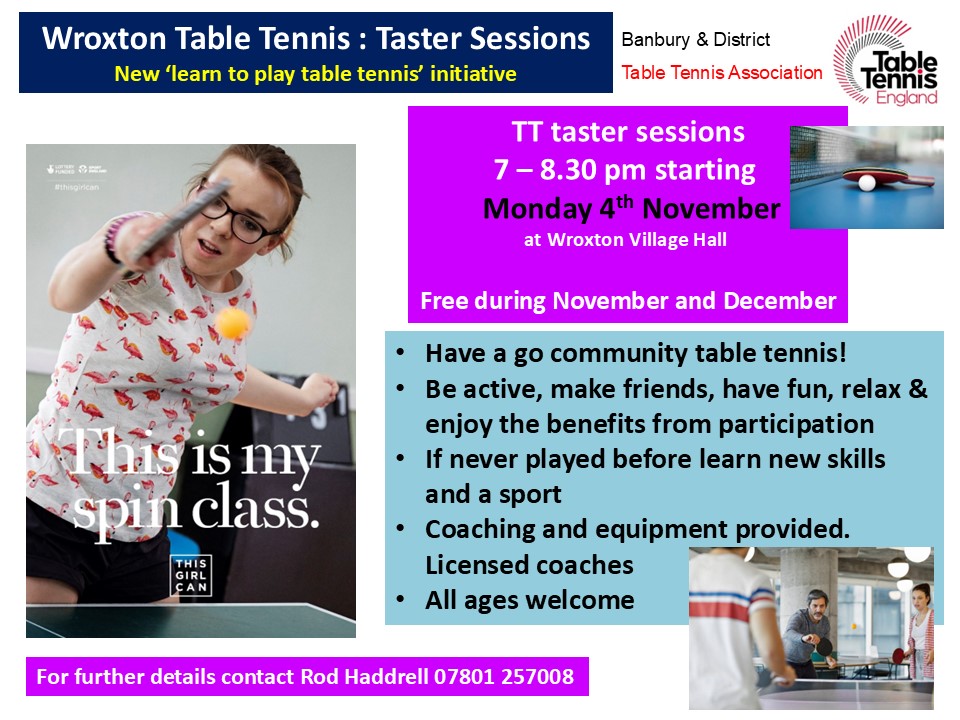 Wroxton Table Tennis : Taster Sessions
New ‘learn to play table tennis’ initiative
Banbury & District
Table Tennis Association
Table
Tennis
England
TT taster sessions
7 – 8.30 pm starting
Monday 4th November
at Wroxton Village Hall
Free during November and December
LOTTERY FUNDED
SPORT ENGLAND
#thisgirlcan
This is my
spin class.
THIS
GIRL
CAN
• Have a go community table tennis!
• Be active, make friends, have fun, relax &
enjoy the benefits from participation
• If never played before learn new skills
and a sport
• Coaching and equipment provided.
Licensed coaches
• All ages welcome
For further details contact Rod Haddrell 07801 257008